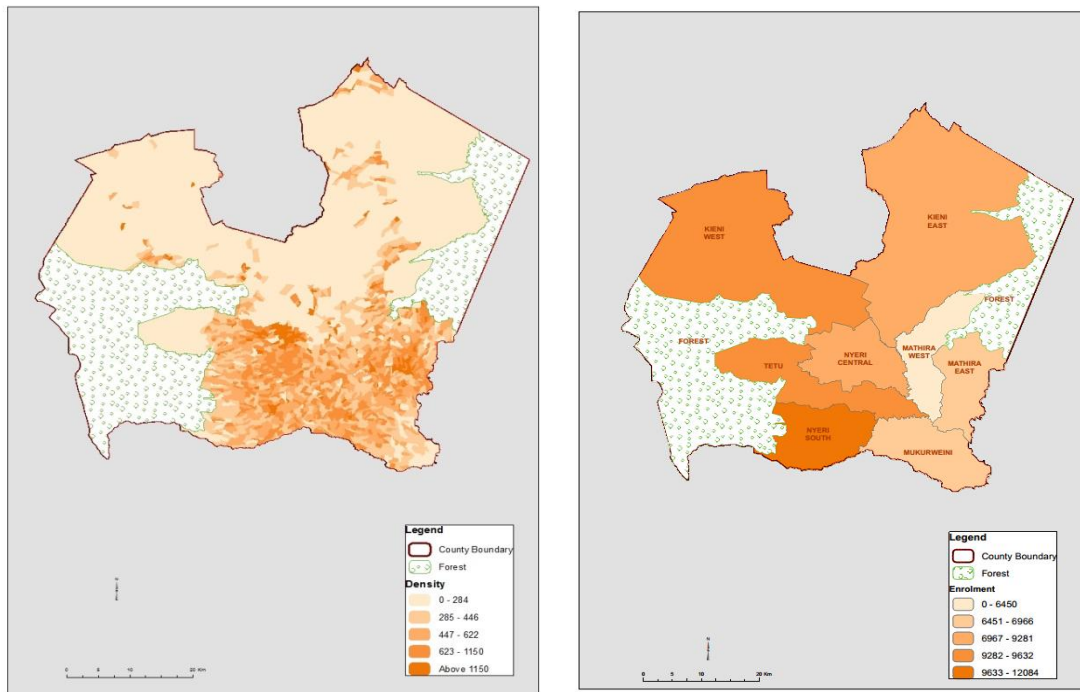 Legend
County Boundary
Forest
Density
0 - 284
285 - 446
447 - 622
623 - 1150
Above 1150
0 5 10 20 Km
KIENI
WEST
KIENI
EAST
FOREST
FOREST
MATHIRA
WEST
NYERI
CENTRAL
MATHIRA
EAST
TETU
NYERI
SOUTH
MUKURWEINI
Legend
County Boundary
Forest
Enrolment
0 - 6450
6451 - 6966
6967 - 9281
9282 - 9632
9633 - 12084
0 5 10 20 Km